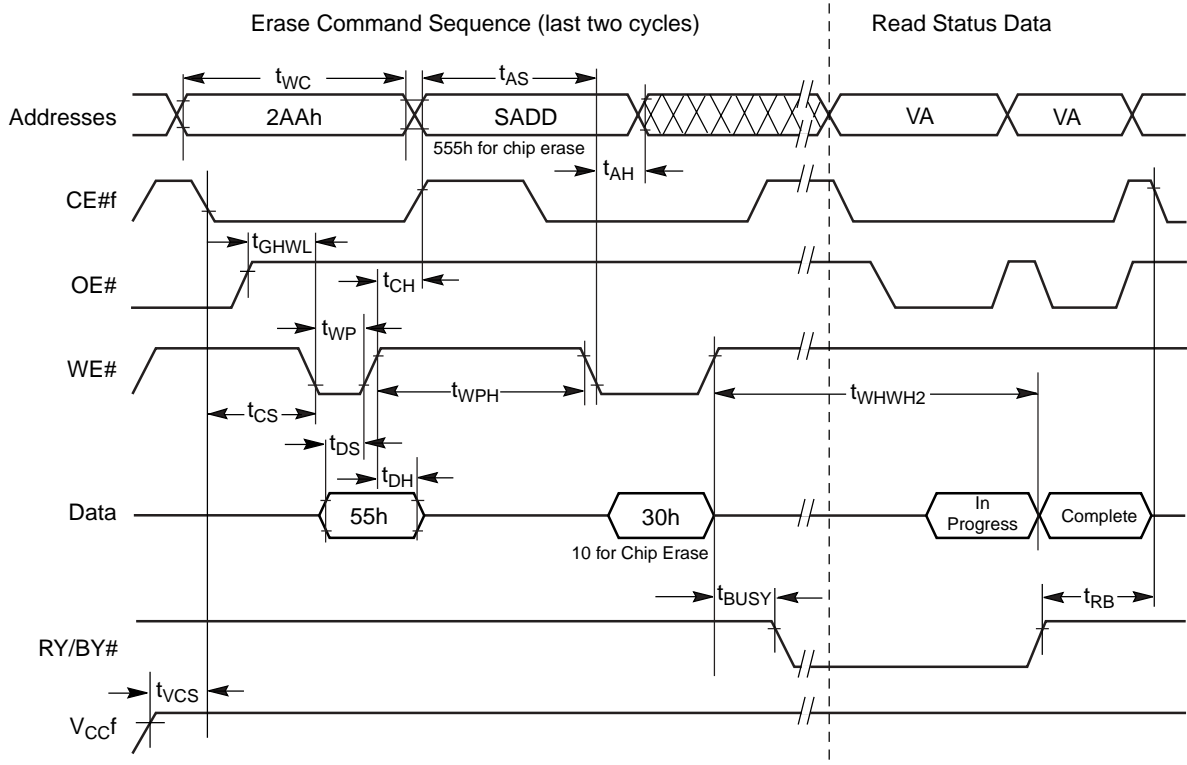 Erase Command Sequence (last two cycles)
Read Status Data
tWC
tAS
Addresses
2AAh
SADD
VA
VA
555h for chip erase
tAH
CE#f
tGHWL
OE#
tCH
tWP
WE#
tWPH
tWHWH2
tCS
tDS
tDH
Data
55h
30h
In
Progress
Complete
10 for Chip Erase
tBUSY
tRB
RY/BY#
tVCS
VCCf